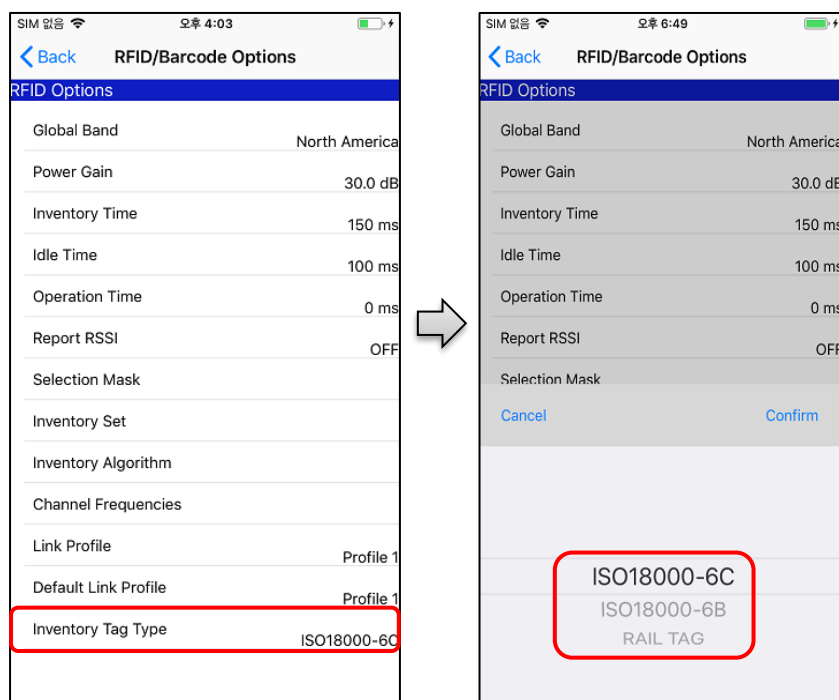 SIM 없음 오후 4:03
Back RFID/Barcode Options
RFID Options
Global Band
North America
Power Gain
30.0 dB
Inventory Time
150 ms
Idle Time
100 ms
Operation Time
0 ms
Report RSSI
OFF
Selection Mask
Inventory Set
Inventory Algorithm
Channel Frequencies
Link Profile
Profile 1
Default Link Profile
Profile 1
Inventory Tag Type
ISO18000-6C
SIM 없음 오후 6:49
Back RFID/Barcode Options
RFID Options
Global Band
North America
Power Gain
30.0 dB
Inventory Time
150 ms
Idle Time
100 ms
Operation Time
0 ms
Report RSSI
OFF
Selection Mask
Cancel Confirm
ISO18000-6C
ISO18000-6B
RAIL TAG